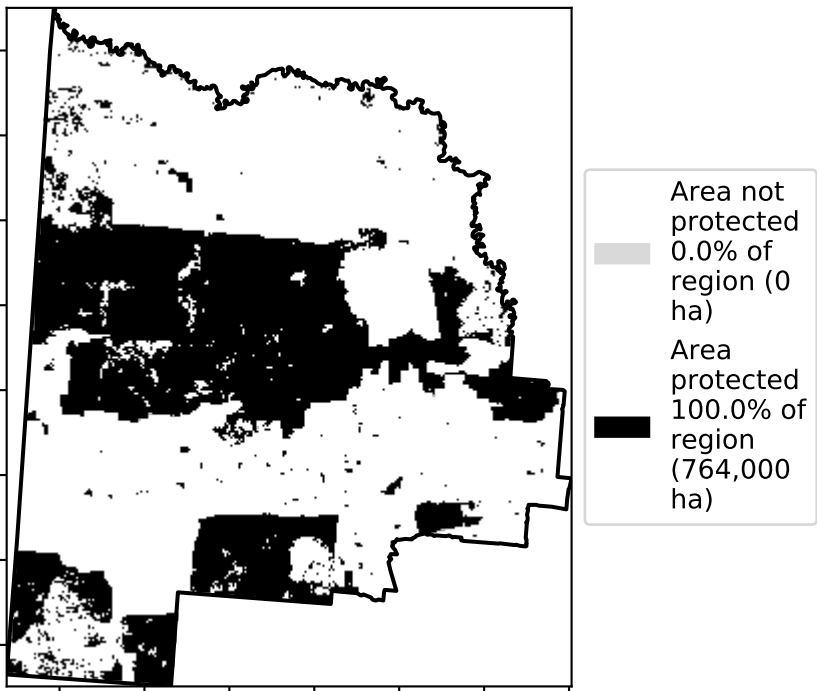 Area not
protected
0.0% of
region (0
ha)
Area
protected
100.0% of
region
(764,000
ha)